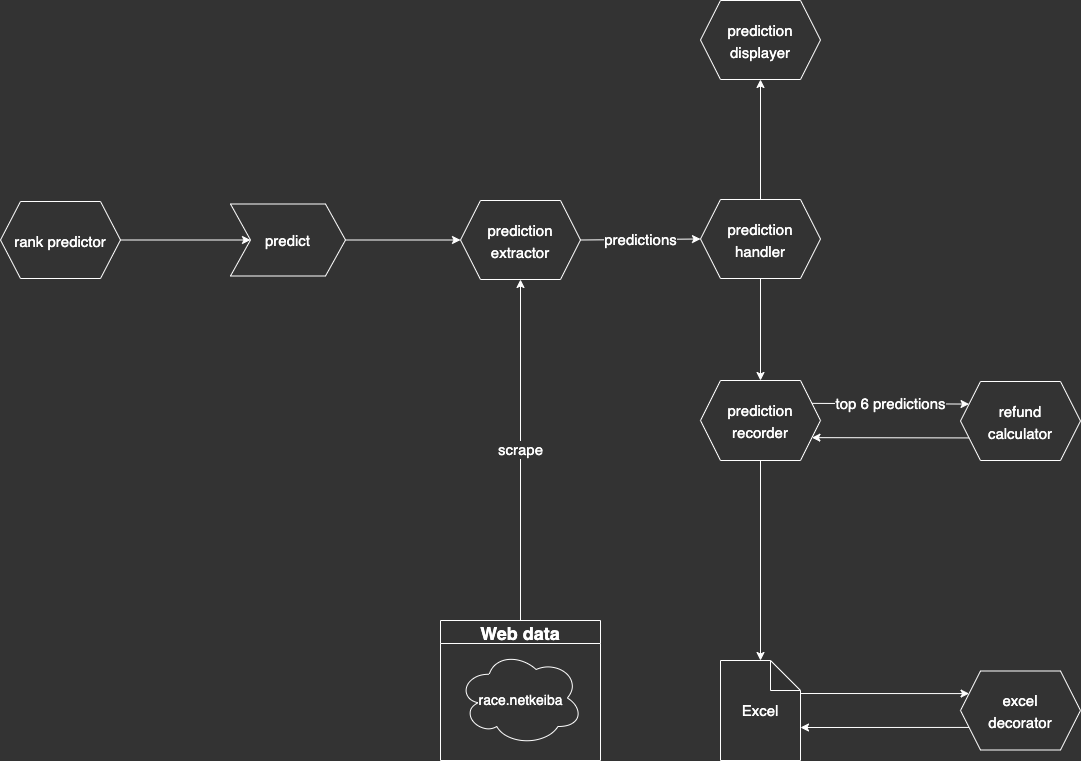 prediction
displayer
rank predictor
predict
prediction
extractor
predictions
prediction
handler
prediction
recorder
top 6 predictions
refund
calculator
scrape
Web data
race.netkeiba
Excel
excel
decorator